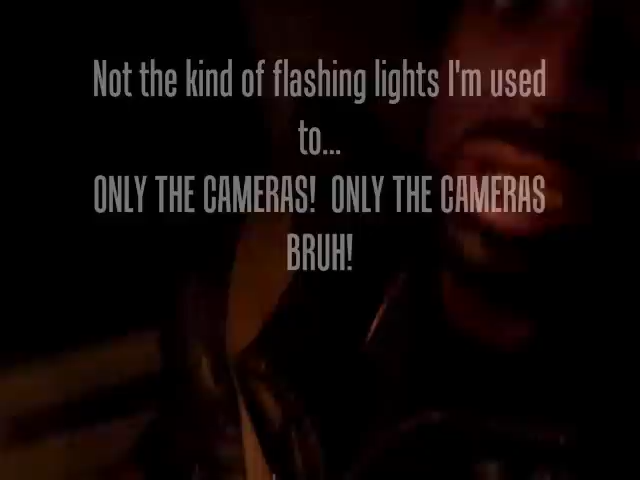 Not the kind of flashing lights I'm used
to...
ONLY THE CAMERAS!  ONLY THE CAMERAS
BRUH!